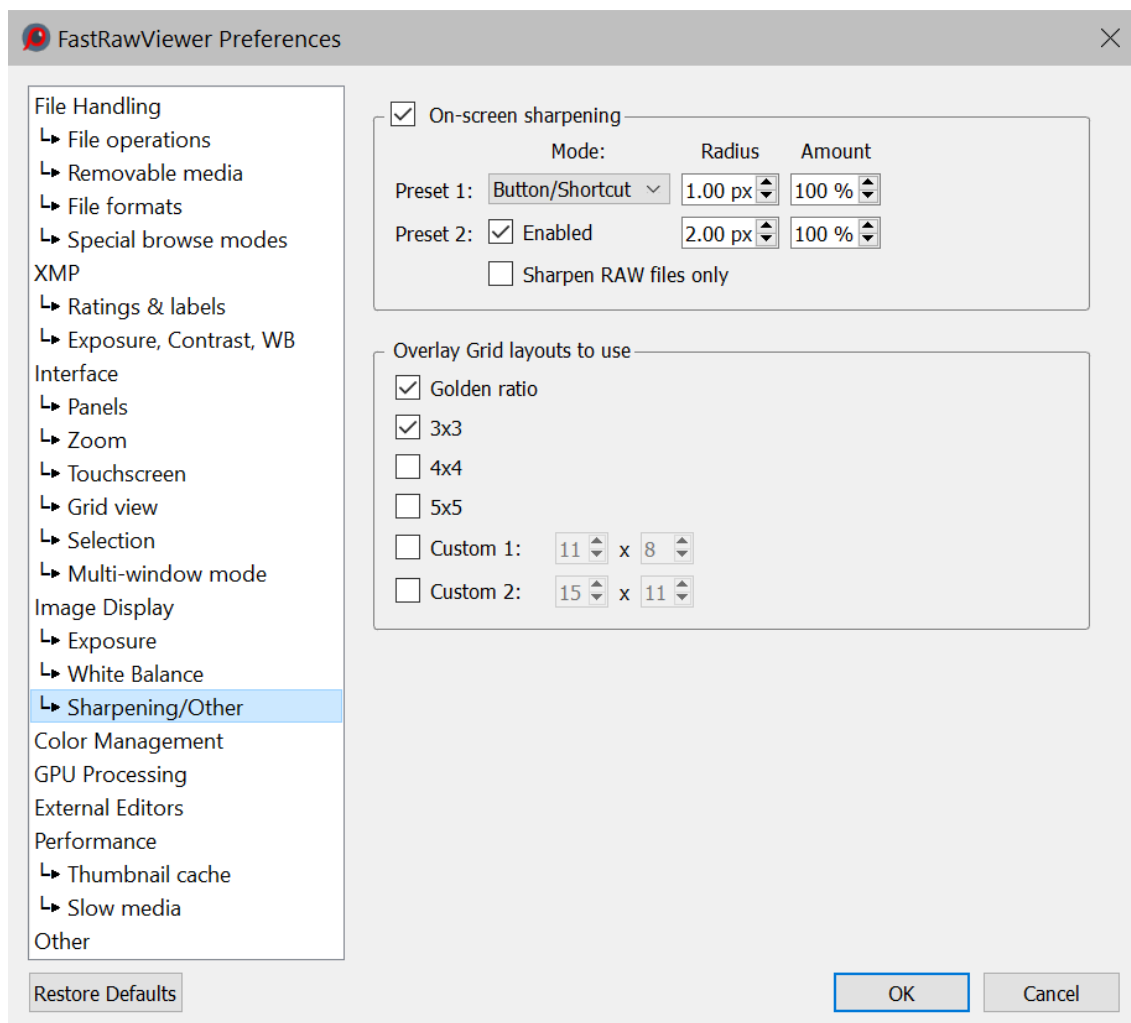 FastRawViewer Preferences
File Handling
File operations
Removable media
File formats
Special browse modes
XMP
Ratings & labels
Exposure, Contrast, WB
Interface
Panels
Zoom
Touchscreen
Grid view
Selection
Multi-window mode
Image Display
Exposure
White Balance
Sharpening/Other
Color Management
GPU Processing
External Editors
Performance
Thumbnail cache
Slow media
Other
On-screen sharpening
Mode: Radius Amount
Preset 1: Button/Shortcut 1.00 px 100 %
Preset 2: Enabled 2.00 px 100 %
Sharpen RAW files only
Overlay Grid layouts to use
Golden ratio
3x3
4x4
5x5
Custom 1: 11 x 8
Custom 2: 15 x 11
Restore Defaults OK Cancel